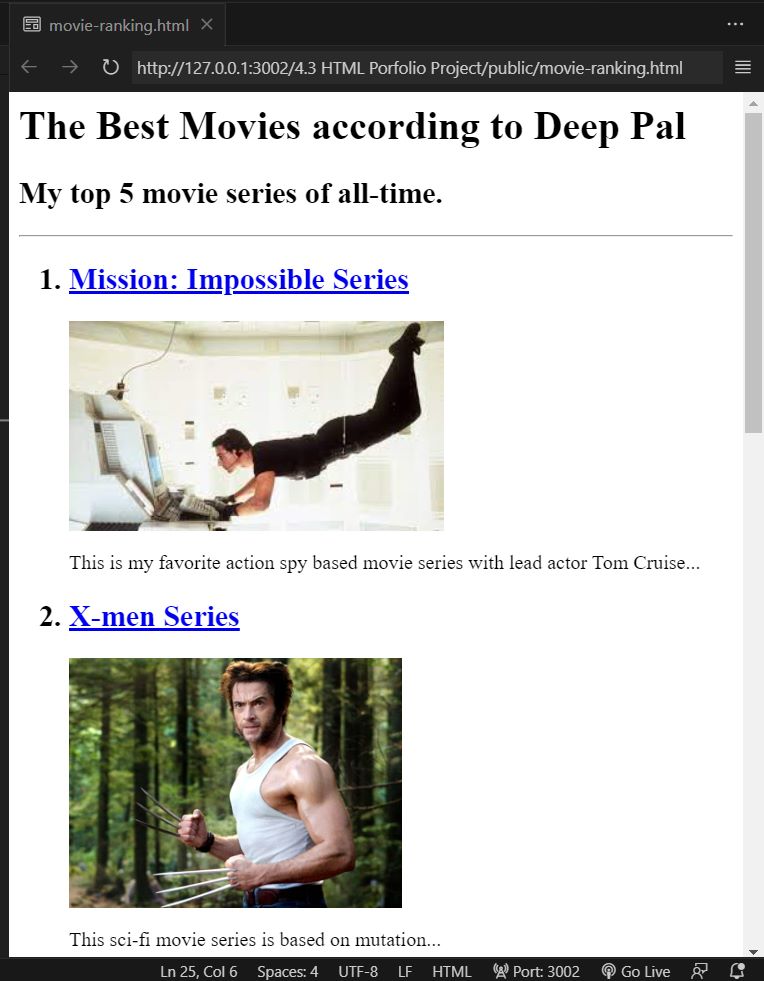 movie-ranking.html
http://127.0.0.1:3002/4.3 HTML Porfolio Project/public/movie-ranking.html
The Best Movies according to Deep Pal
My top 5 movie series of all-time.
1. Mission: Impossible Series
This is my favorite action spy based movie series with lead actor Tom Cruise...
2. X-men Series
This sci-fi movie series is based on mutation...
Ln 25, Col 6 Spaces: 4 UTF-8 LF HTML Port: 3002 Go Live